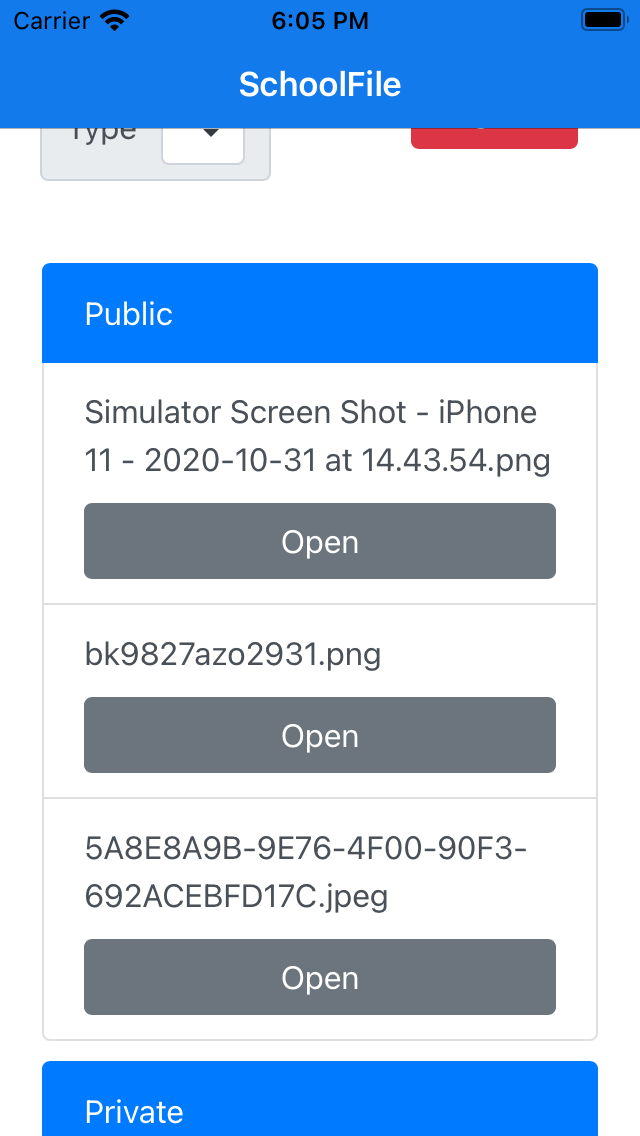 Carrier 6:05 PM
SchoolFile
Type
Public
Simulator Screen Shot - iPhone
11 - 2020-10-31 at 14.43.54.png
Open
bk9827azo2931.png
Open
5A8E8A9B-9E76-4F00-90F3-
692ACEBFD17C.jpeg
Open
Private